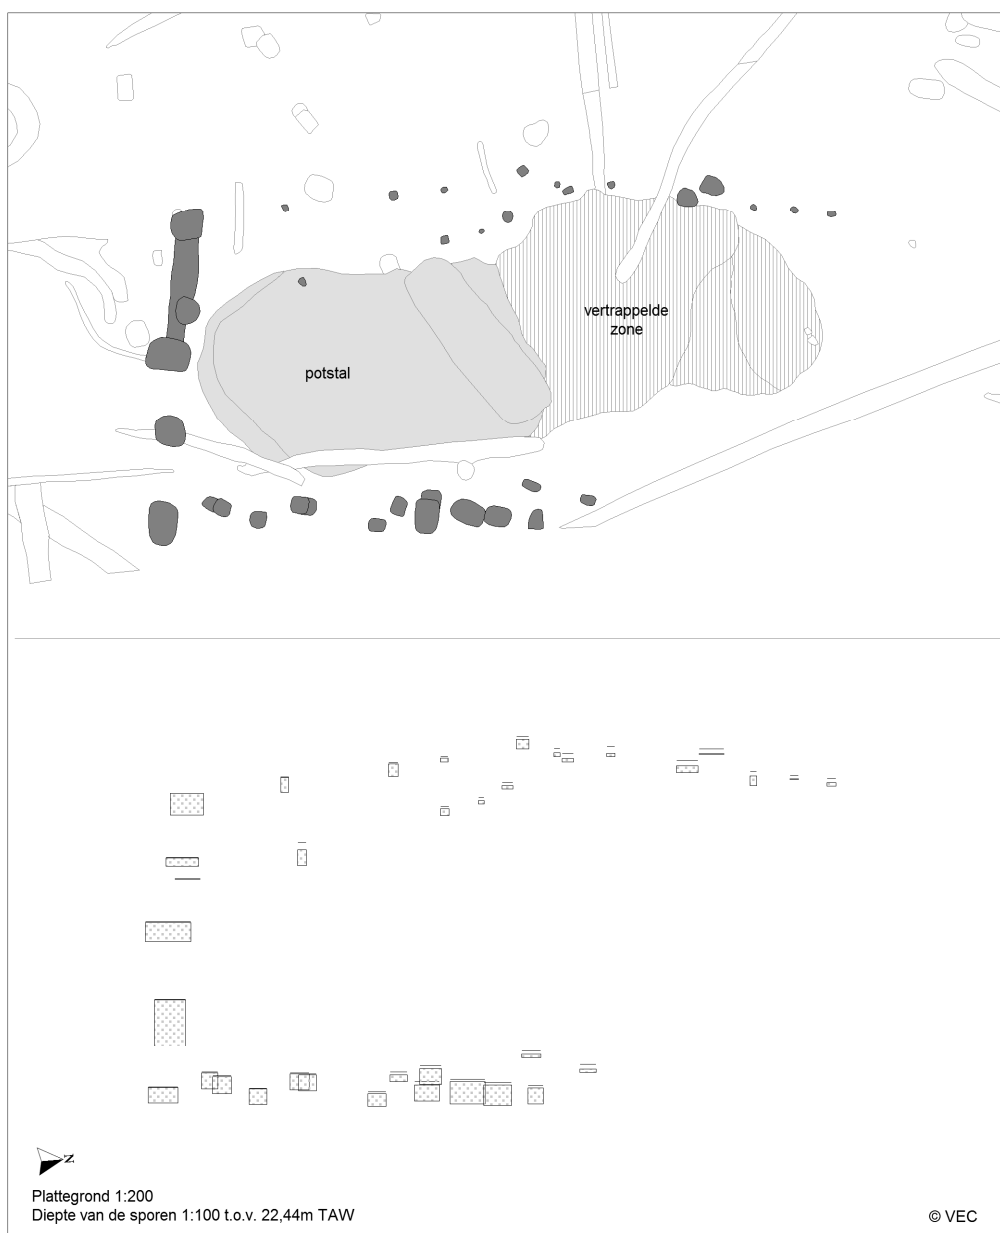 vertrappelde
zone
potstal
N
Plattegrond 1:200
Diepte van de sporen 1:100 t.o.v. 22,44m TAW
© VEC